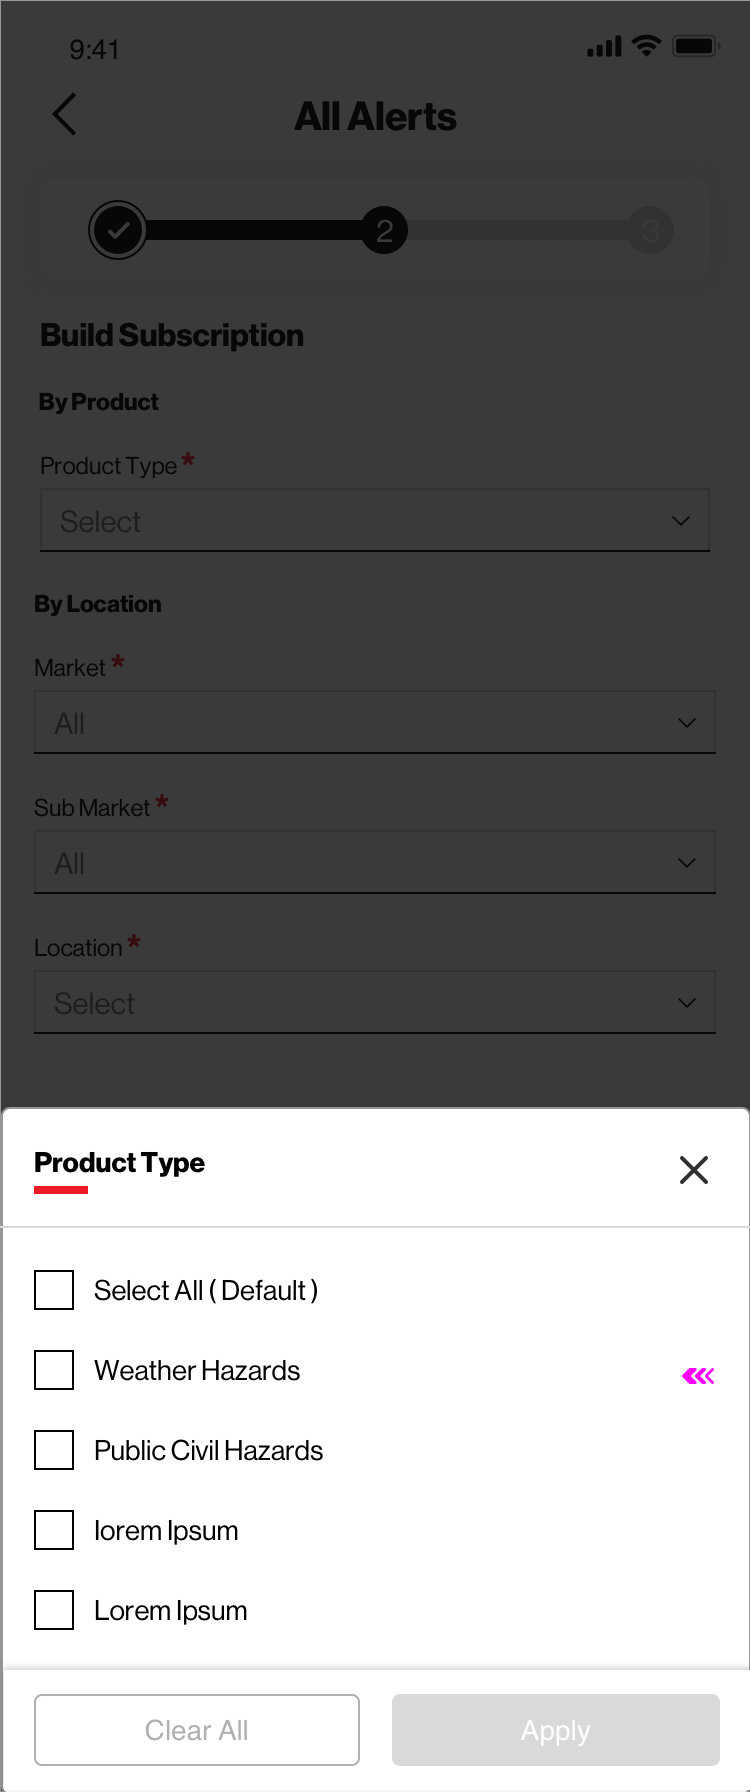 9:41
All Alerts
2
3
Build Subscription
By Product
Product Type *
Select
By Location
Market *
All
Sub Market *
All
Location *
Select
Product Type
Select All ( Default )
Weather Hazards
Public Civil Hazards
lorem Ipsum
Lorem Ipsum
Clear All
Apply